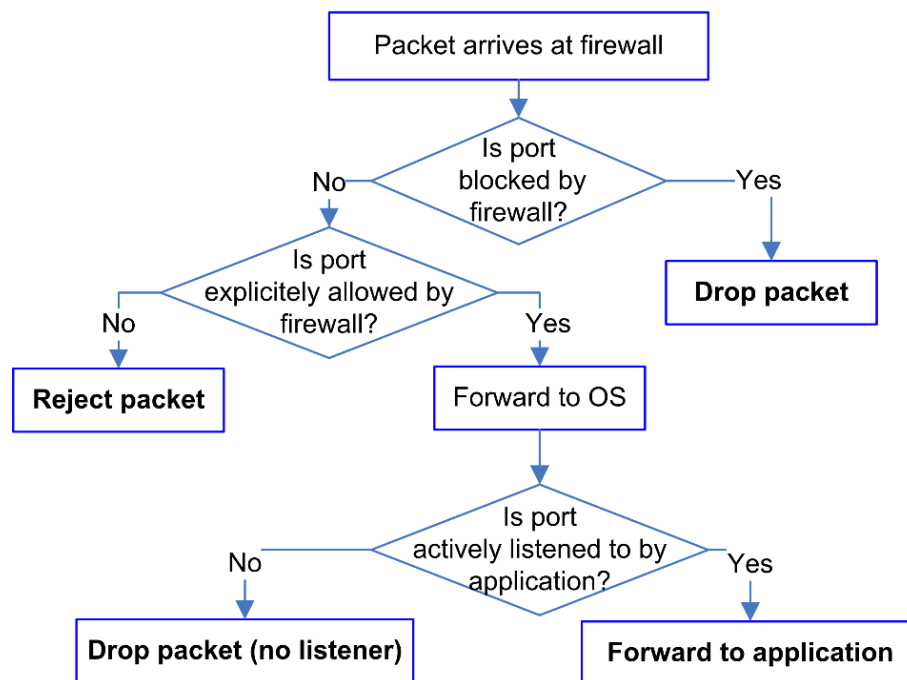 Packet arrives at firewall
Is port
blocked by
firewall?
No
Yes
Is port
explicitely allowed by
firewall?
Drop packet
No
Yes
Reject packet
Forward to OS
Is port
actively listened to by
application?
No
Yes
Drop packet (no listener)
Forward to application